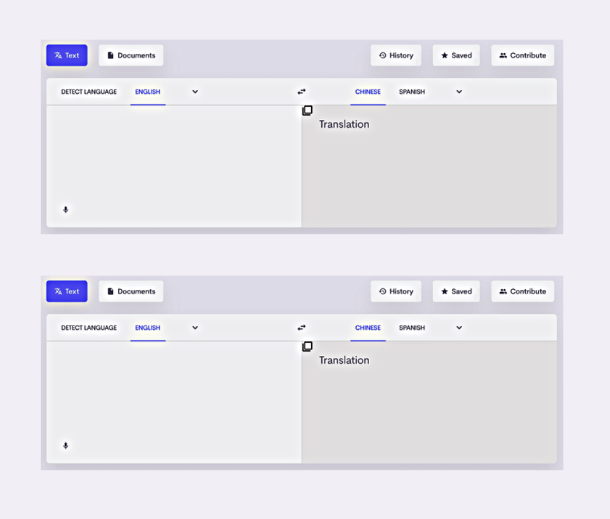 Text Documents History Saved Contribute
DETECT LANGUAGE ENGLISH CHINESE SPANISH
Translation
Text Documents History Saved Contribute
DETECT LANGUAGE ENGLISH CHINESE SPANISH
Translation